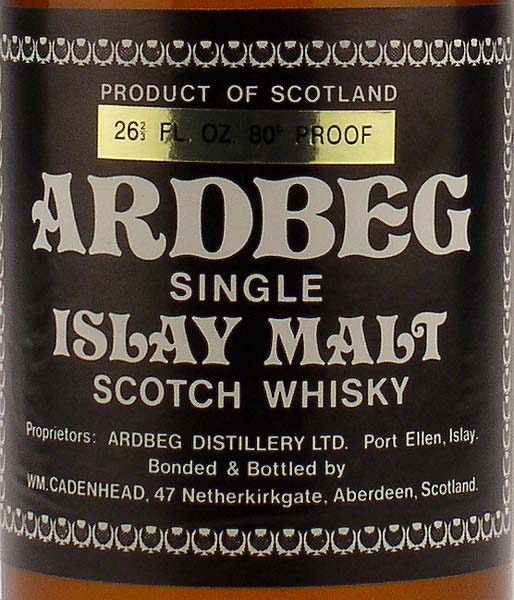 PRODUCT OF SCOTLAND
26⅔ FL. OZ. 80° PROOF
ARDBEG
SINGLE
ISLAY MALT
SCOTCH WHISKY
Proprietors: ARDBEG DISTILLERY LTD. Port Ellen, Islay.
Bonded & Bottled by
WM. CADENHEAD, 47 Netherkirkgate, Aberdeen, Scotland.